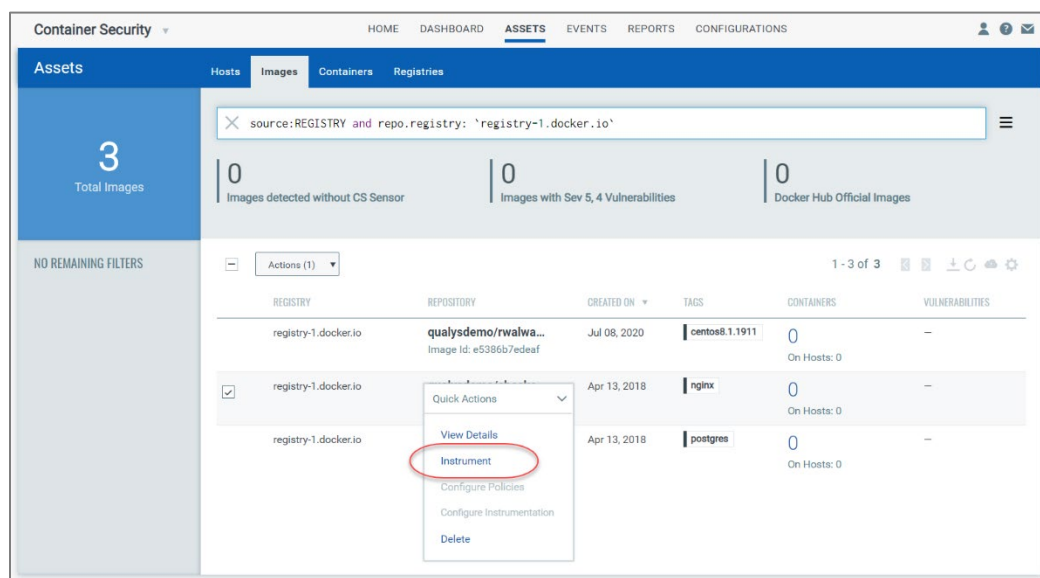 Container Security
HOME DASHBOARD ASSETS EVENTS REPORTS CONFIGURATIONS
Assets
Hosts Images Containers Registries
source:REGISTRY and repo.registry: `registry-1.docker.io`
3
Total Images
0
Images detected without CS Sensor
0
Images with Sev 5, 4 Vulnerabilities
0
Docker Hub Official Images
NO REMAINING FILTERS
Actions (1)
1 - 3 of 3
REGISTRY REPOSITORY CREATED ON TAGS CONTAINERS VULNERABILITIES
registry-1.docker.io qualysdemo/rwalwa... Jul 08, 2020 centos8.1.1911 0 –
Image Id: e5386b7edeaf On Hosts: 0
registry-1.docker.io Apr 13, 2018 nginx 0 –
On Hosts: 0
Quick Actions
View Details
registry-1.docker.io Apr 13, 2018 postgres 0 –
On Hosts: 0
Instrument
Configure Policies
Configure Instrumentation
Delete